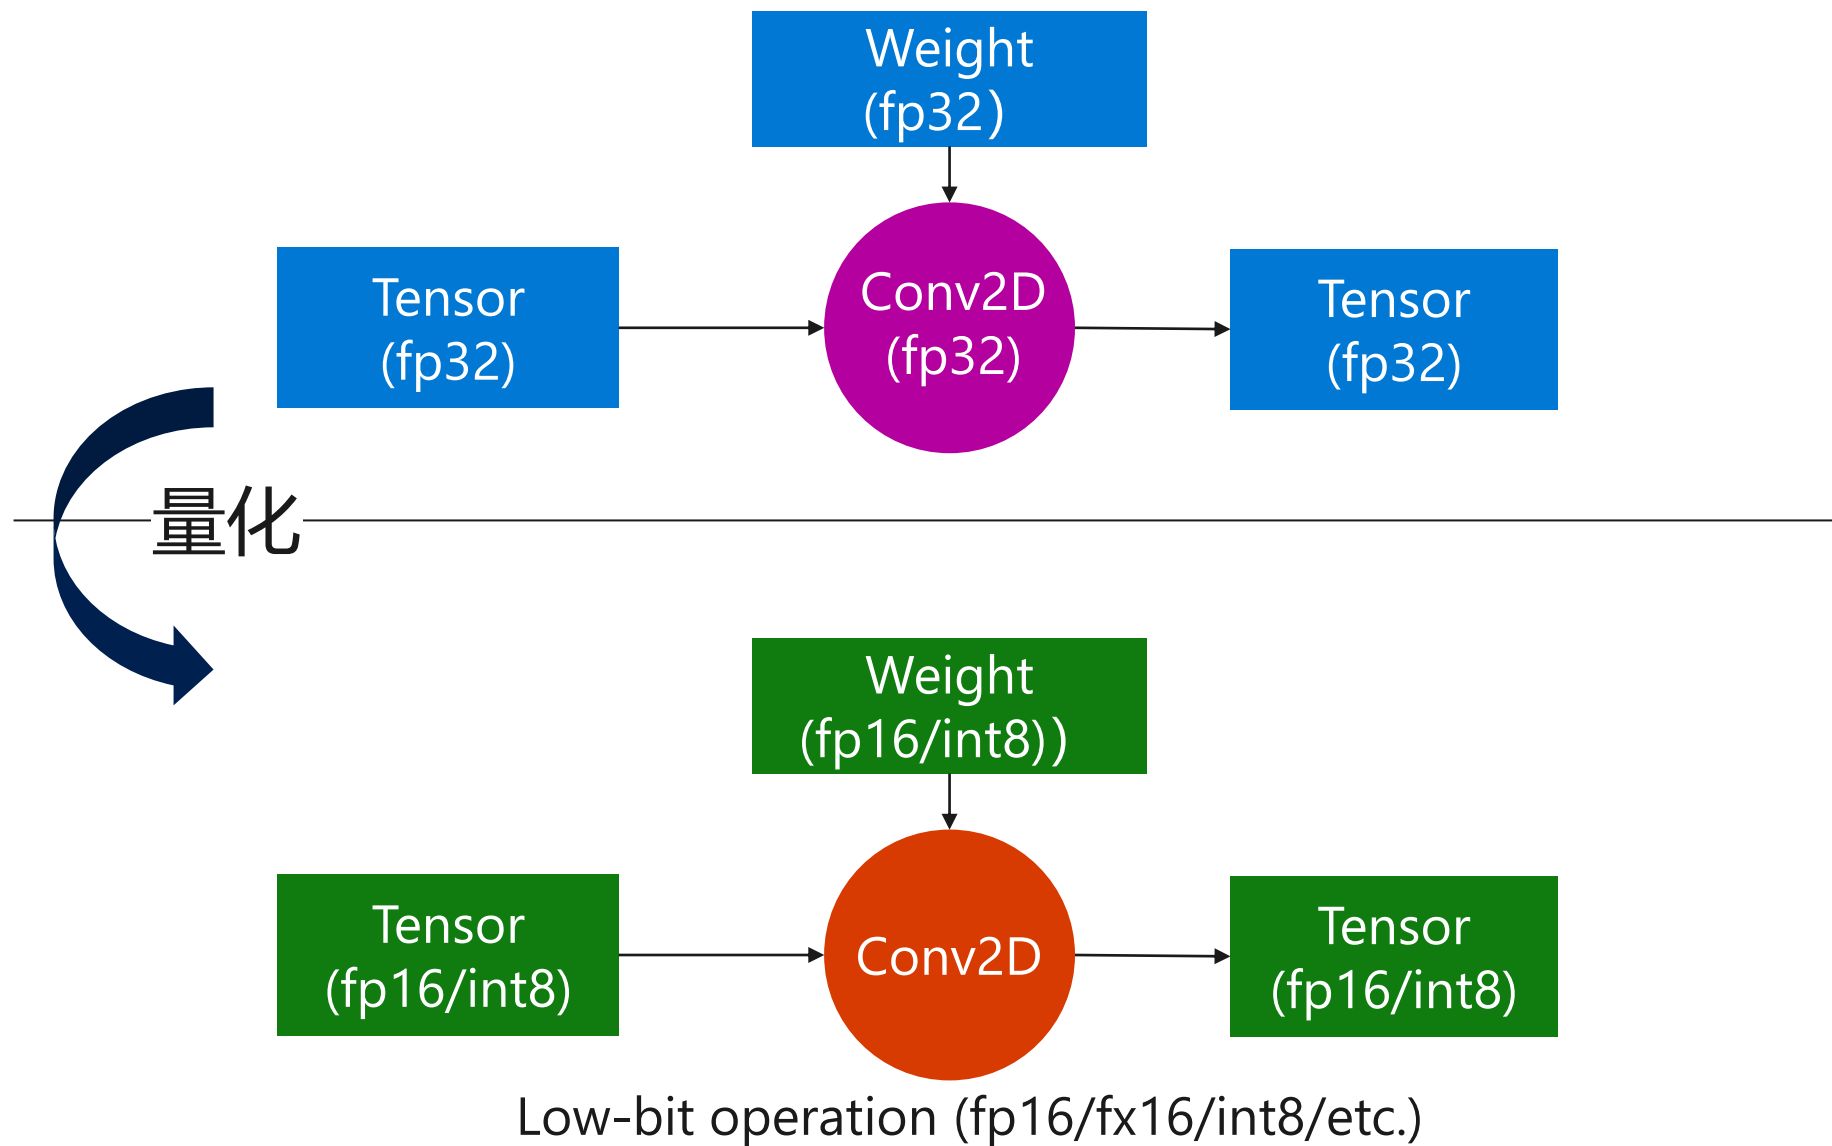 Weight
(fp32)
Tensor
(fp32)
Conv2D
(fp32)
Tensor
(fp32)
量化
Weight
(fp16/int8))
Tensor
(fp16/int8)
Conv2D
Tensor
(fp16/int8)
Low-bit operation (fp16/fx16/int8/etc.)